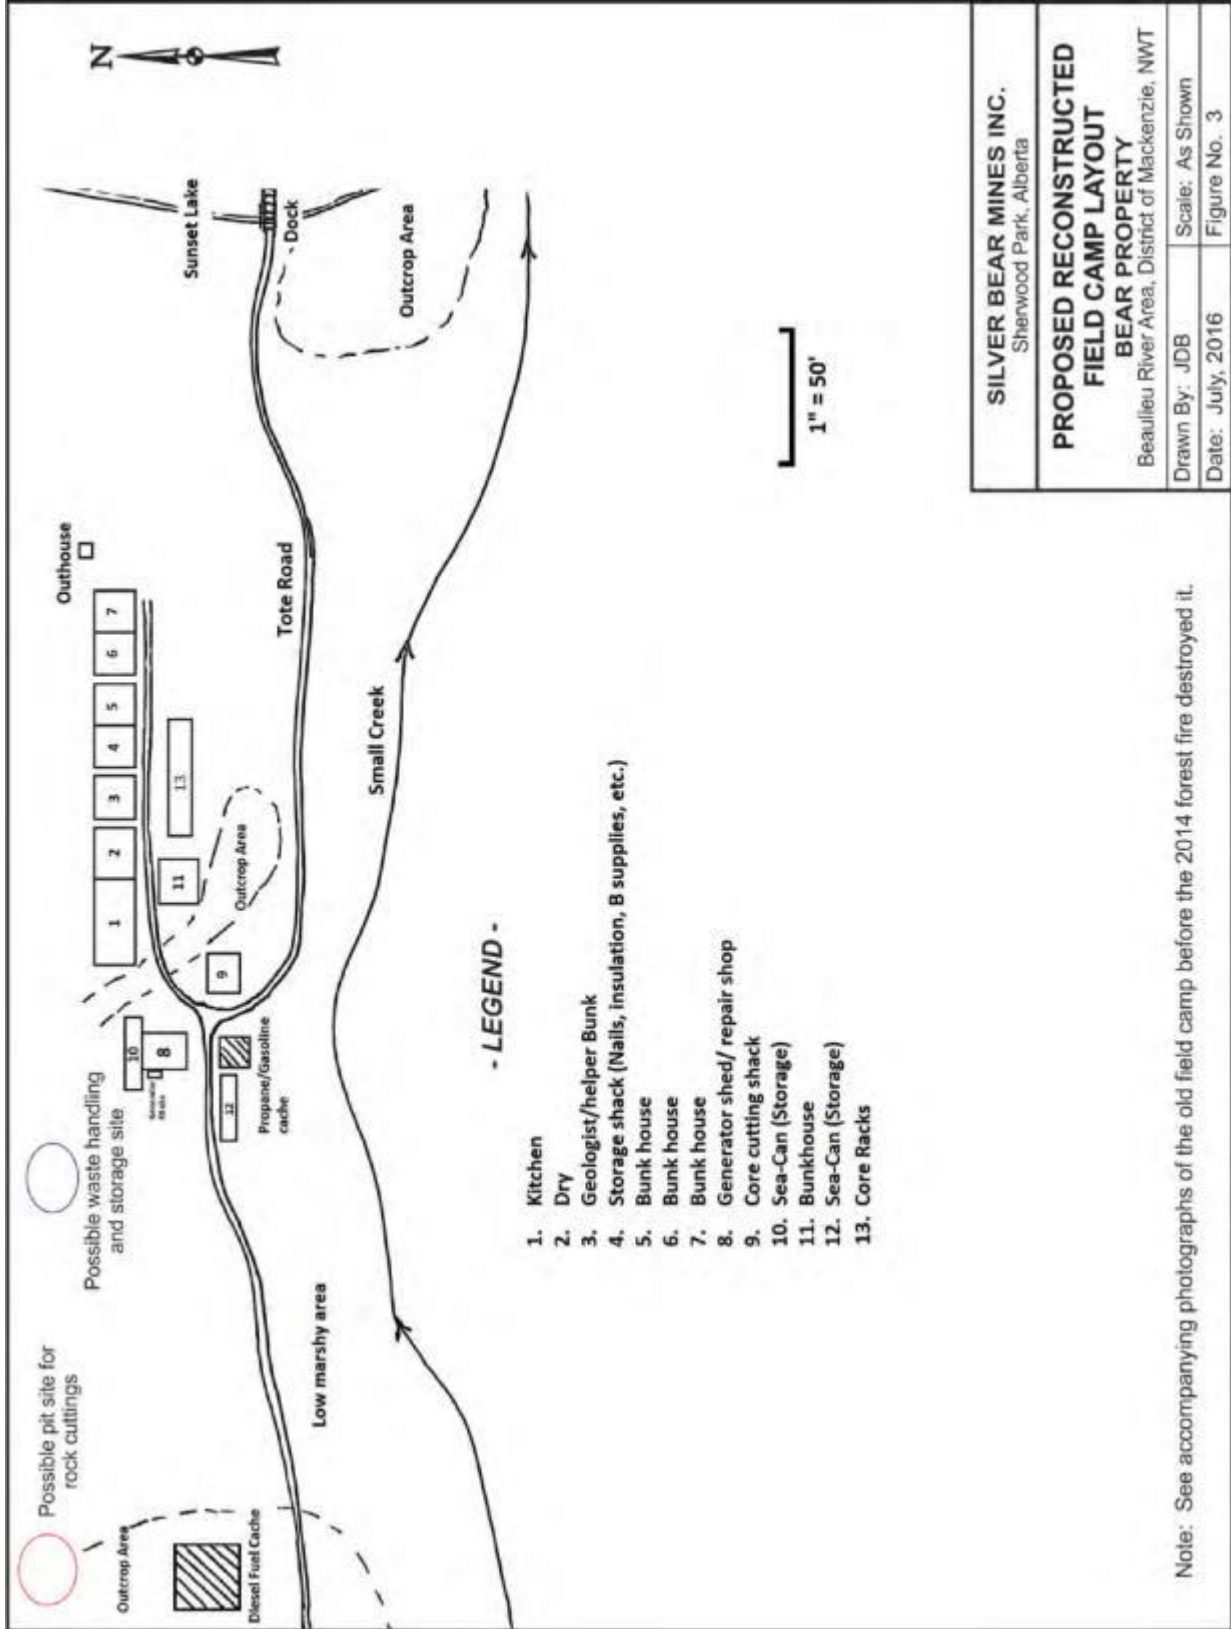 N
Possible pit site for
rock cuttings
Possible waste handling
and storage site
Outhouse
Sunset Lake
Dock
Outcrop Area
Diesel Fuel Cache
10
8
12
Propane/Gasoline
cache
9
1
2
3
4
5
6
7
11
13
Outcrop Area
Tote Road
Outcrop Area
Low marshy area
Small Creek
- LEGEND -
1. Kitchen
2. Dry
3. Geologist/helper Bunk
4. Storage shack (Nails, insulation, B supplies, etc.)
5. Bunk house
6. Bunk house
7. Bunk house
8. Generator shed/ repair shop
9. Core cutting shack
10. Sea-Can (Storage)
11. Bunkhouse
12. Sea-Can (Storage)
13. Core Racks
1" = 50'
Note: See accompanying photographs of the old field camp before the 2014 forest fire destroyed it.
SILVER BEAR MINES INC.
Sherwood Park, Alberta
PROPOSED RECONSTRUCTED
FIELD CAMP LAYOUT
BEAR PROPERTY
Beaulieu River Area, District of Mackenzie, NWT
Drawn By: JDB
Scale: As Shown
Date: July, 2016
Figure No. 3